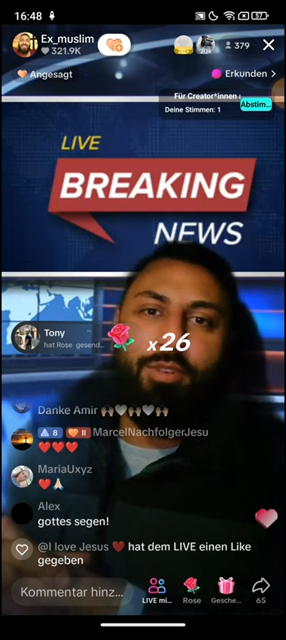 16:48
57
Ex_muslim
321.9K
379
Angesagt
Erkunden >
Für Creator*innen
Deine Stimmen: 1
Abstim...
LIVE
BREAKING
NEWS
Tony
hat Rose gesend...
x26
Danke Amir 🙌🏼🤍🙌🏼🤍🙌🏼
8 II MarcelNachfolgerJesu
❤️❤️❤️
MariaUxyz
❤️🙏🏻
Alex
gottes segen!
@I love Jesus ❤️ hat dem LIVE einen Like
gegeben
Kommentar hinz...
LIVE mi...
Rose
Gesche...
65